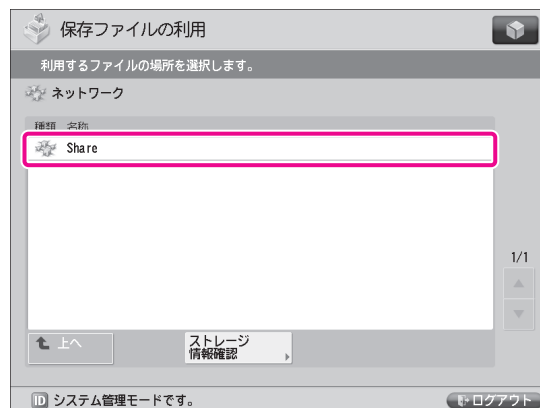 保存ファイルの利用
利用するファイルの場所を選択します。
ネットワーク
種類 名称
Share
1/1
上へ
ストレージ
情報確認
ID システム管理モードです。
ログアウト